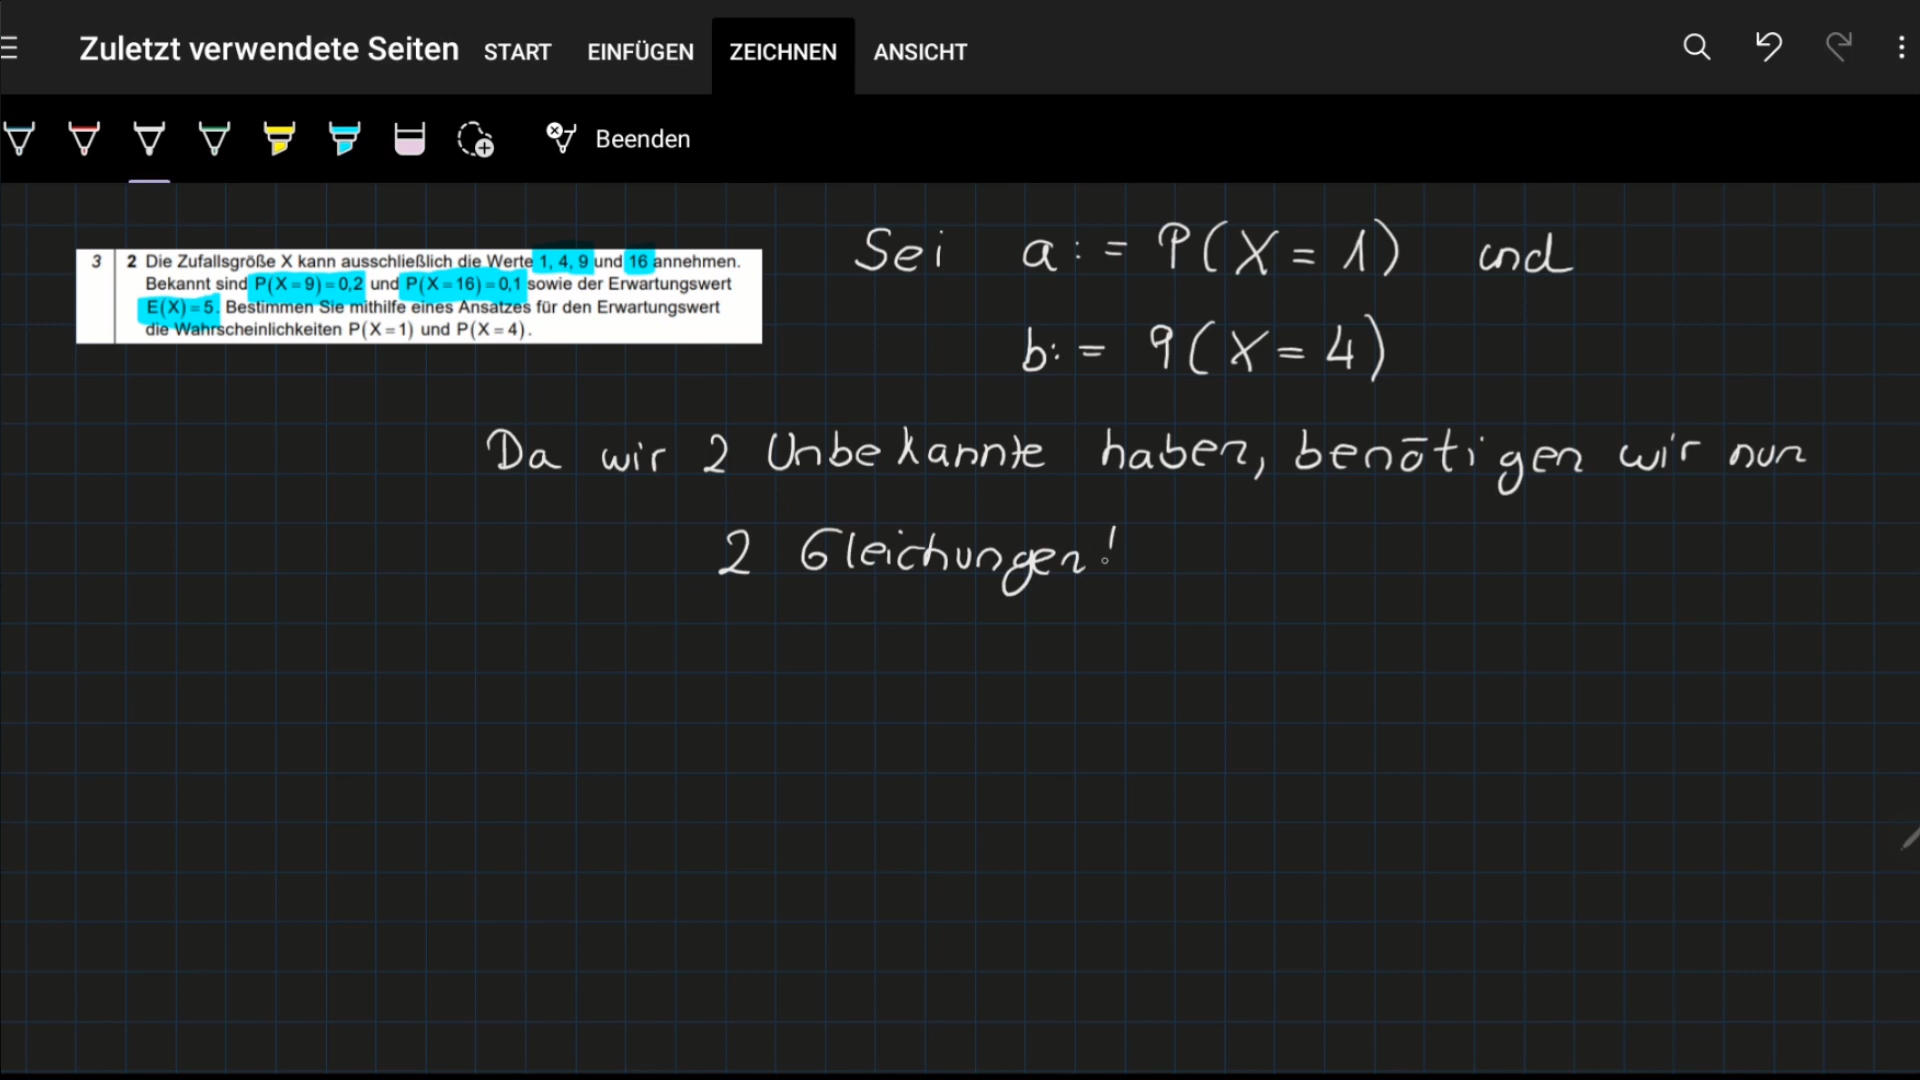 Zuletzt verwendete Seiten START EINFÜGEN ZEICHNEN ANSICHT
Beenden
3 2 Die Zufallsgröße X kann ausschließlich die Werte 1, 4, 9 und 16 annehmen.
Bekannt sind P(X=9)=0,2 und P(X=16)=0,1 sowie der Erwartungswert
E(X)=5. Bestimmen Sie mithilfe eines Ansatzes für den Erwartungswert
die Wahrscheinlichkeiten P(X=1) und P(X=4).
Sei a := P(X = 1) und
b := P(X = 4)
Da wir 2 Unbekannte haben, benötigen wir nun
2 Gleichungen!